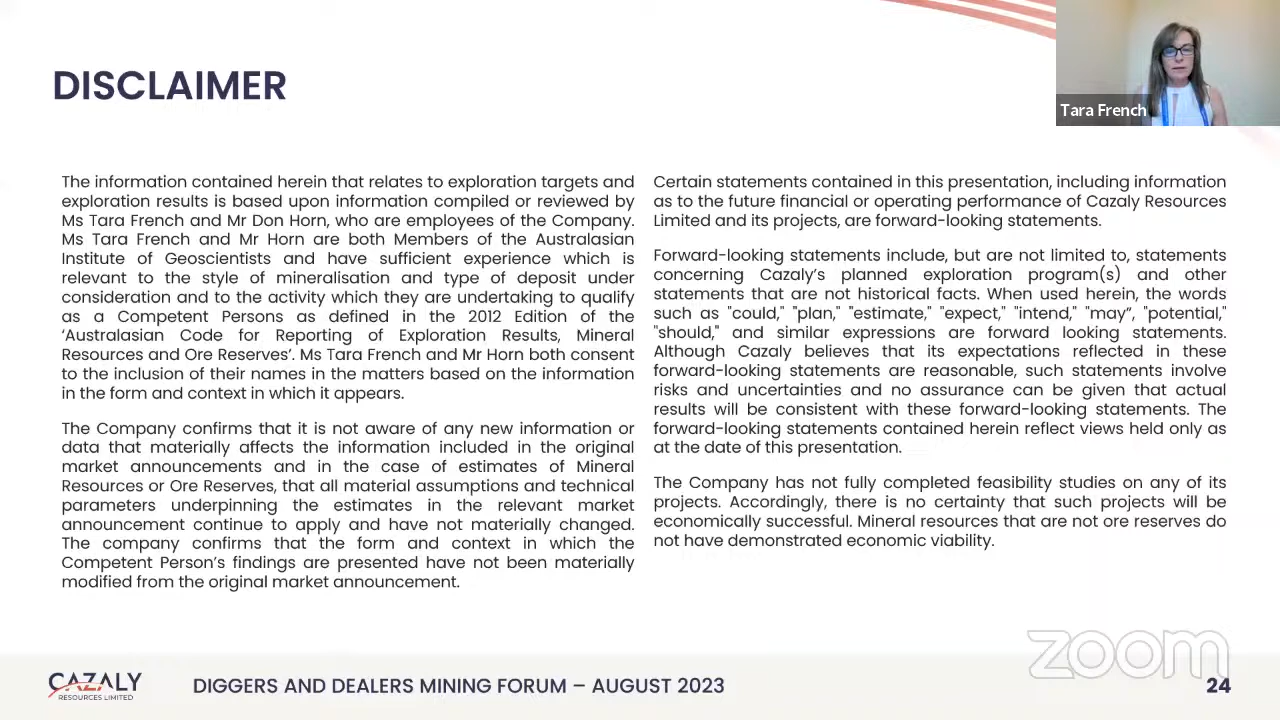 DISCLAIMER
Tara French
The information contained herein that relates to exploration targets and
exploration results is based upon information compiled or reviewed by
Ms Tara French and Mr Don Horn, who are employees of the Company.
Ms Tara French and Mr Horn are both Members of the Australasian
Institute of Geoscientists and have sufficient experience which is
relevant to the style of mineralisation and type of deposit under
consideration and to the activity which they are undertaking to qualify
as a Competent Persons as defined in the 2012 Edition of the
‘Australasian Code for Reporting of Exploration Results, Mineral
Resources and Ore Reserves’. Ms Tara French and Mr Horn both consent
to the inclusion of their names in the matters based on the information
in the form and context in which it appears.
The Company confirms that it is not aware of any new information or
data that materially affects the information included in the original
market announcements and in the case of estimates of Mineral
Resources or Ore Reserves, that all material assumptions and technical
parameters underpinning the estimates in the relevant market
announcement continue to apply and have not materially changed.
The company confirms that the form and context in which the
Competent Person’s findings are presented have not been materially
modified from the original market announcement.
Certain statements contained in this presentation, including information
as to the future financial or operating performance of Cazaly Resources
Limited and its projects, are forward-looking statements.
Forward-looking statements include, but are not limited to, statements
concerning Cazaly’s planned exploration program(s) and other
statements that are not historical facts. When used herein, the words
such as "could," "plan," "estimate," "expect," "intend," "may”, "potential,"
"should," and similar expressions are forward looking statements.
Although Cazaly believes that its expectations reflected in these
forward-looking statements are reasonable, such statements involve
risks and uncertainties and no assurance can be given that actual
results will be consistent with these forward-looking statements. The
forward-looking statements contained herein reflect views held only as
at the date of this presentation.
The Company has not fully completed feasibility studies on any of its
projects. Accordingly, there is no certainty that such projects will be
economically successful. Mineral resources that are not ore reserves do
not have demonstrated economic viability.
zoom
CAZALY
RESOURCES LIMITED
DIGGERS AND DEALERS MINING FORUM – AUGUST 2023
24